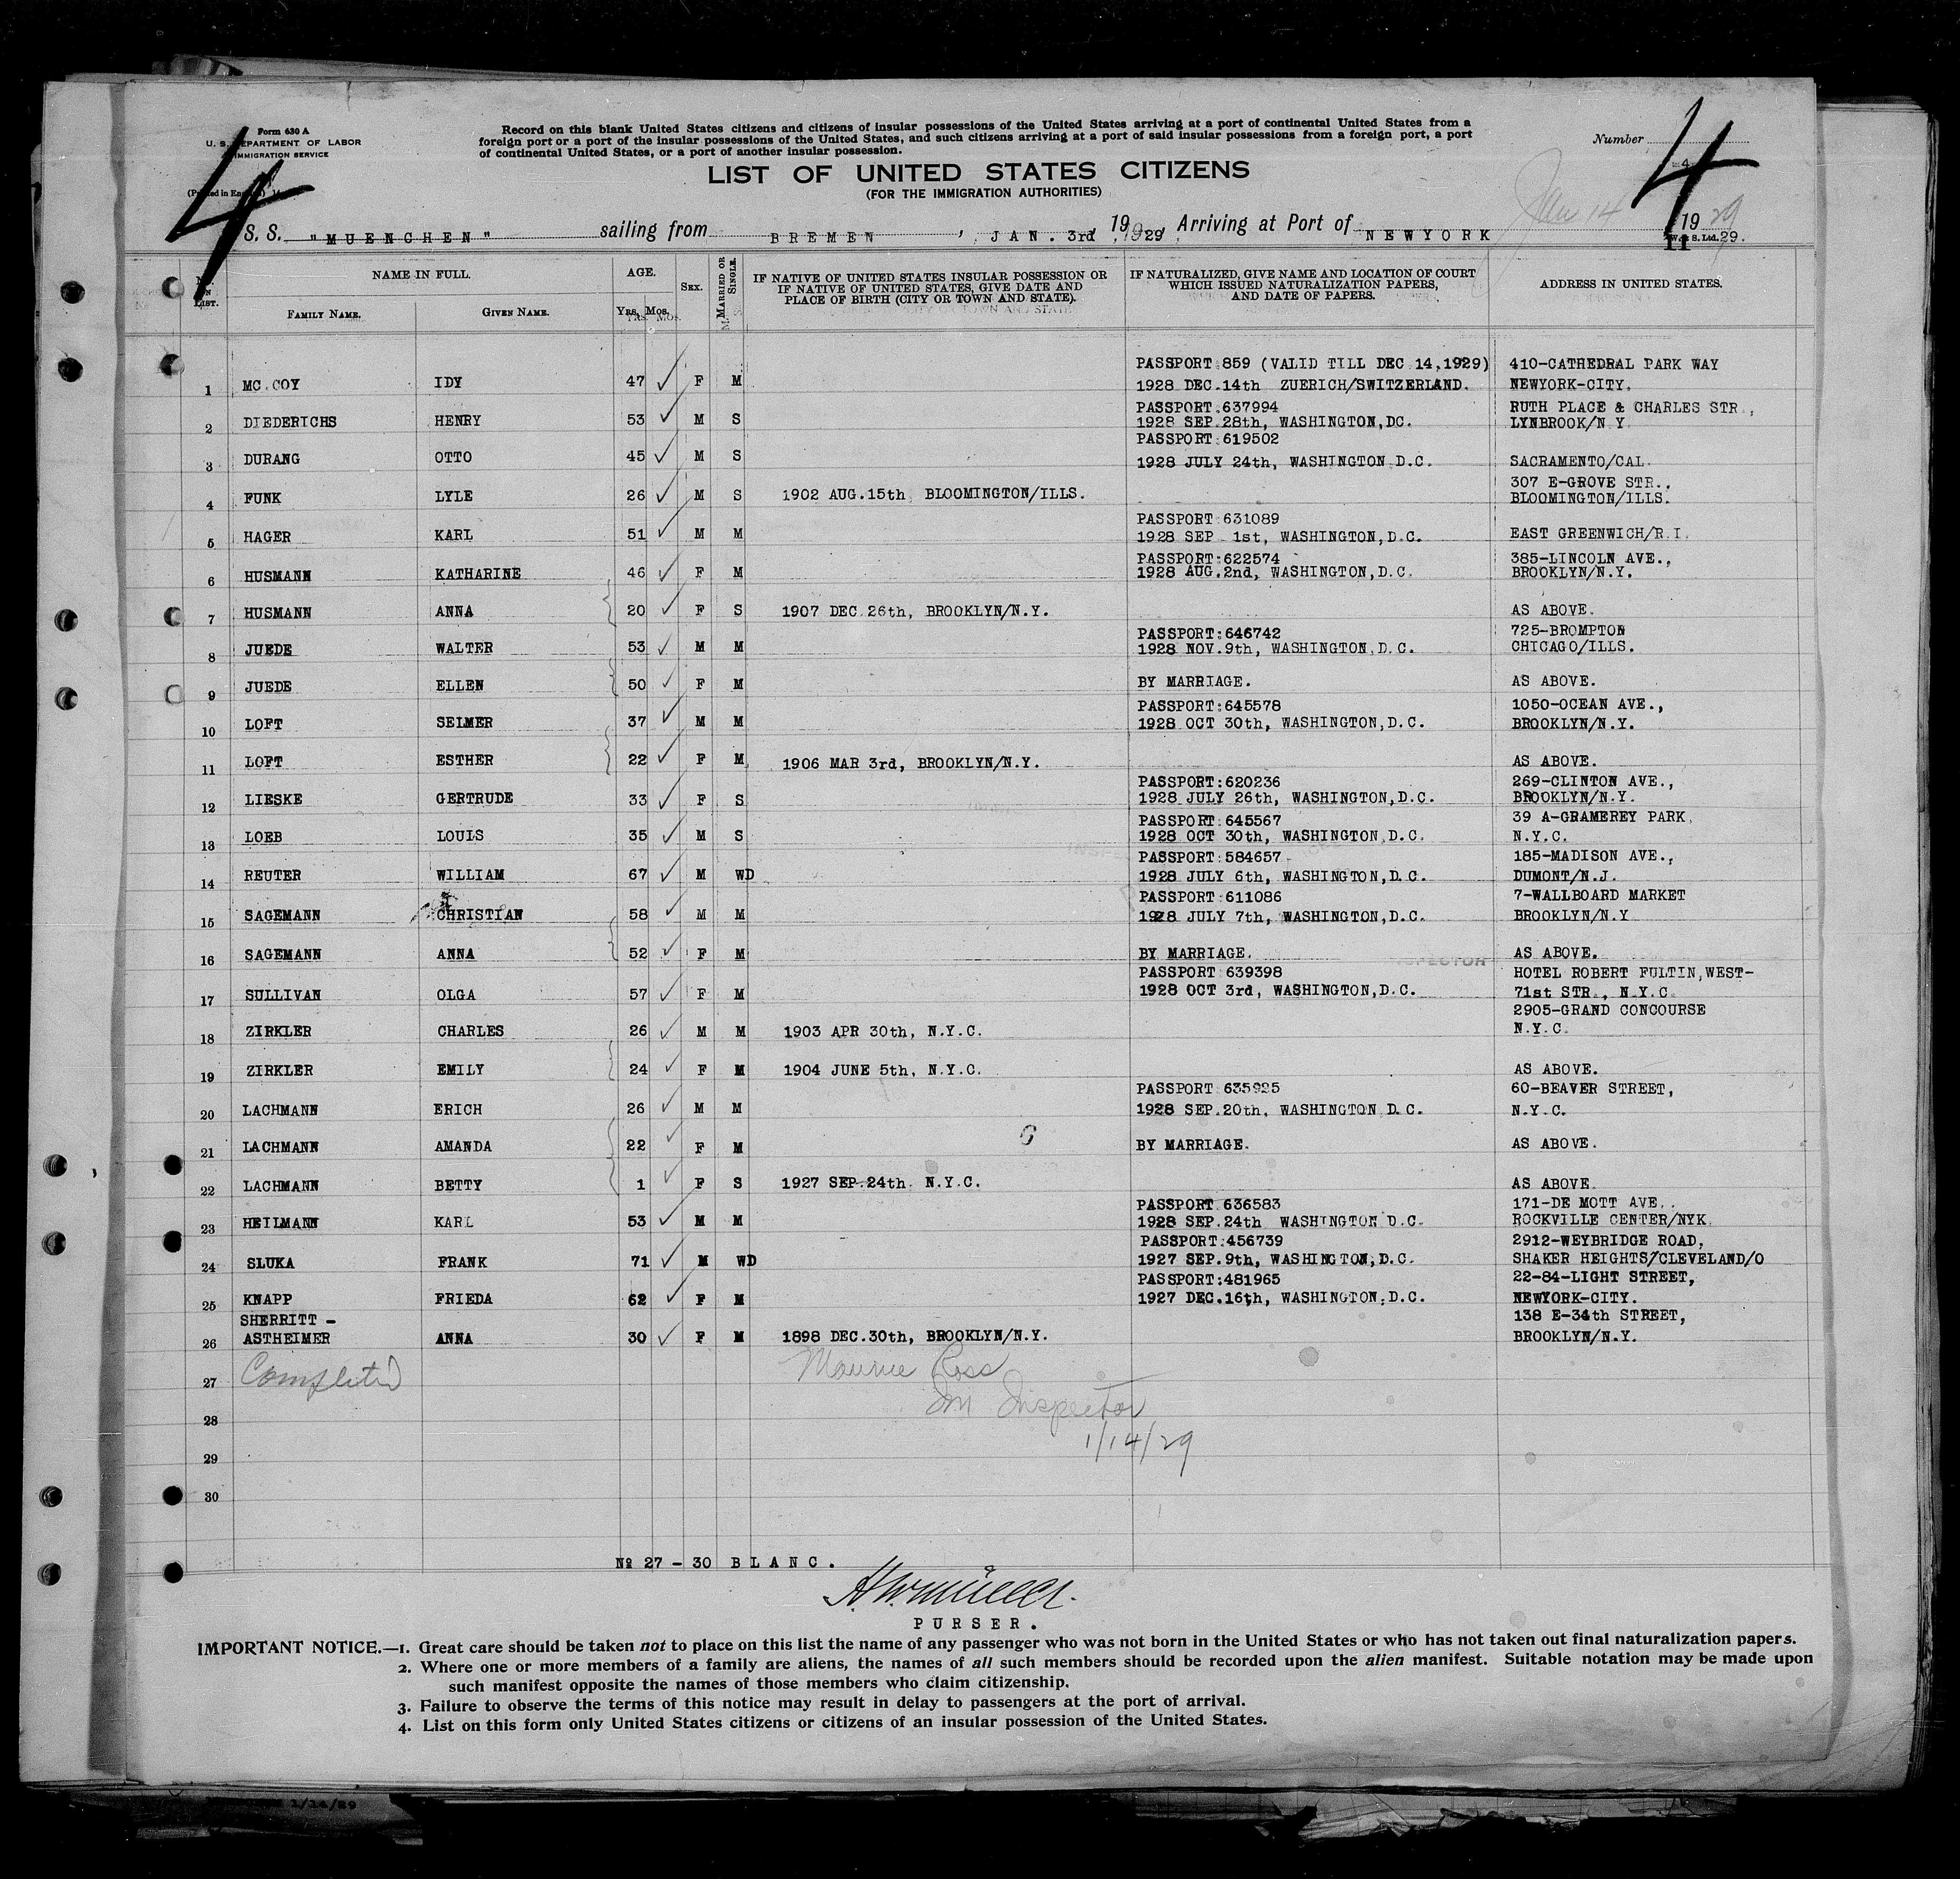 Form 630 A
U. S. DEPARTMENT OF LABOR
IMMIGRATION SERVICE
Record on this blank United States citizens and citizens of insular possessions of the United States arriving at a port of continental United States from a
foreign port or a port of the insular possessions of the United States, and such citizens arriving at a port of said insular possessions from a foreign port, a port
of continental United States, or a port of another insular possession.
Number
4
4
4
LIST OF UNITED STATES CITIZENS
(FOR THE IMMIGRATION AUTHORITIES)
S. S. "MUENCHEN" sailing from BREMEN, JAN. 3rd, 1929, Arriving at Port of NEWYORK Jan 14 1929
11 29.
No. ON LIST.
NAME IN FULL.
FAMILY NAME. GIVEN NAME.
AGE.
YRS. MOS.
SEX.
MARRIED OR SINGLE.
IF NATIVE OF UNITED STATES INSULAR POSSESSION OR
IF NATIVE OF UNITED STATES, GIVE DATE AND
PLACE OF BIRTH (CITY OR TOWN AND STATE).
IF NATURALIZED, GIVE NAME AND LOCATION OF COURT
WHICH ISSUED NATURALIZATION PAPERS,
AND DATE OF PAPERS.
ADDRESS IN UNITED STATES.
PASSPORT:859 (VALID TILL DEC 14,1929) 410-CATHEDRAL PARK WAY
1 MC.COY IDY 47 F M 1928 DEC.14th ZUERICH/SWITZERLAND. NEWYORK-CITY.
PASSPORT:637994 RUTH PLACE & CHARLES STR.,
2 DIEDERICHS HENRY 53 M S 1928 SEP.28th, WASHINGTON,DC. LYNBROOK/N.Y.
PASSPORT:619502
3 DURANG OTTO 45 M S 1928 JULY 24th, WASHINGTON D.C. SACRAMENTO/CAL.
307 E-GROVE STR.,
4 FUNK LYLE 26 M S 1902 AUG.15th, BLOOMINGTON/ILLS. BLOOMINGTON/ILLS.
PASSPORT:631089
5 HAGER KARL 51 M M 1928 SEP 1st, WASHINGTON,D.C. EAST GREENWICH/R.I.
PASSPORT:622574 385-LINCOLN AVE.,
6 HUSMANN KATHARINE 46 F M 1928 AUG.2nd, WASHINGTON,D.C. BROOKLYN/N.Y.
7 HUSMANN ANNA 20 F S 1907 DEC.26th, BROOKLYN/N.Y. AS ABOVE.
PASSPORT:646742 725-BROMPTON
8 JUEDE WALTER 53 M M 1928 NOV.9th, WASHINGTON,D.C. CHICAGO/ILLS.
9 JUEDE ELLEN 50 F M BY MARRIAGE. AS ABOVE.
PASSPORT:645578 1050-OCEAN AVE.,
10 LOFT SELMER 37 M M 1928 OCT 30th, WASHINGTON,D.C. BROOKLYN/N.Y.
11 LOFT ESTHER 22 F M 1906 MAR 3rd, BROOKLYN/N.Y. AS ABOVE.
PASSPORT:620236 269-CLINTON AVE.,
12 LIESKE GERTRUDE 33 F S 1928 JULY 26th, WASHINGTON,D.C. BROOKLYN/N.Y.
PASSPORT:645567 39 A-GRAMEREY PARK,
13 LOEB LOUIS 35 M S 1928 OCT 30th, WASHINGTON,D.C. N.Y.C.
PASSPORT:584657 185-MADISON AVE.,
14 REUTER WILLIAM 67 M WD 1928 JULY 6th, WASHINGTON,D.C. DUMONT/N.J.
PASSPORT:611086 7-WALLBOARD MARKET
15 SAGEMANN CHRISTIAN 58 M M 1928 JULY 7th, WASHINGTON,D.C. BROOKLYN/N.Y
16 SAGEMANN ANNA 52 F M BY MARRIAGE. AS ABOVE.
PASSPORT 639398 HOTEL ROBERT FULTIN,WEST-
17 SULLIVAN OLGA 57 F M 1928 OCT 3rd, WASHINGTON,D.C. 71st STR., N.Y.C.
2905-GRAND CONCOURSE
18 ZIRKLER CHARLES 26 M M 1903 APR 30th, N.Y.C. N.Y.C.
19 ZIRKLER EMILY 24 F M 1904 JUNE 5th, N.Y.C. AS ABOVE.
PASSPORT:635925 60-BEAVER STREET,
20 LACHMANN ERICH 26 M M 1928 SEP.20th, WASHINGTON D.C. N.Y.C.
21 LACHMANN AMANDA 22 F M BY MARRIAGE. AS ABOVE.
22 LACHMANN BETTY 1 F S 1927 SEP.24th. N.Y.C. AS ABOVE.
PASSPORT 636583 171-DE MOTT AVE.,
23 HEILMANN KARL 53 M M 1928 SEP.24th WASHINGTON D.C. ROCKVILLE CENTER/NYK.
PASSPORT:456739 2912-WEYBRIDGE ROAD,
24 SLUKA FRANK 71 M WD 1927 SEP.9th, WASHINGTON,D.C. SHAKER HEIGHTS/CLEVELAND/O
PASSPORT:481965 22-84-LIGHT STREET,
25 KNAPP FRIEDA 62 F M 1927 DEC.16th, WASHINGTON,D.C. NEWYORK-CITY.
SHERRITT - 138 E-34th STREET,
26 ASTHEIMER ANNA 30 F M 1898 DEC.30th, BROOKLYN/N.Y. BROOKLYN/N.Y.
27 Completed Maurice Ross
28 Im Inspector
29 1/14/29
30
No 27 - 30 BLANC.
H. W. Müller.
PURSER.
IMPORTANT NOTICE.—1. Great care should be taken not to place on this list the name of any passenger who was not born in the United States or who has not taken out final naturalization papers.
2. Where one or more members of a family are aliens, the names of all such members should be recorded upon the alien manifest. Suitable notation may be made upon
such manifest opposite the names of those members who claim citizenship.
3. Failure to observe the terms of this notice may result in delay to passengers at the port of arrival.
4. List on this form only United States citizens or citizens of an insular possession of the United States.